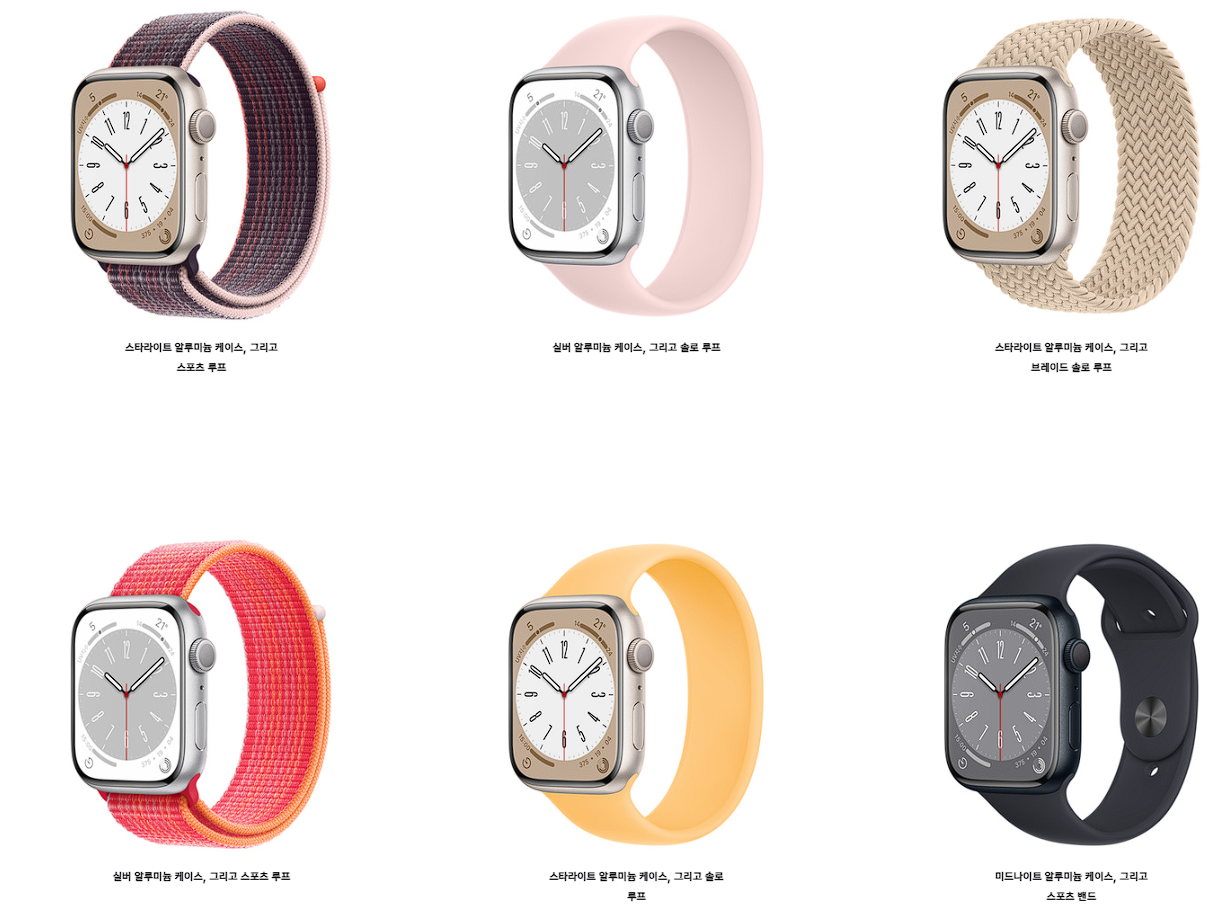 스타라이트 알루미늄 케이스, 그리고
스포츠 루프
실버 알루미늄 케이스, 그리고 솔로 루프
스타라이트 알루미늄 케이스, 그리고
브레이드 솔로 루프
실버 알루미늄 케이스, 그리고 스포츠 루프
스타라이트 알루미늄 케이스, 그리고 솔로
루프
미드나이트 알루미늄 케이스, 그리고
스포츠 밴드